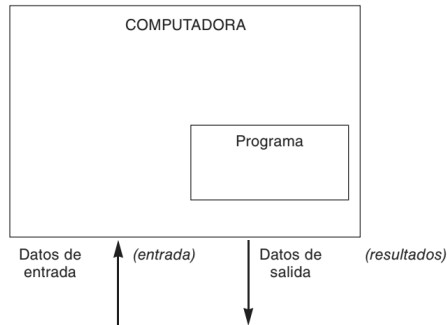 COMPUTADORA
Programa
Datos de entrada
(entrada)
Datos de salida
(resultados)